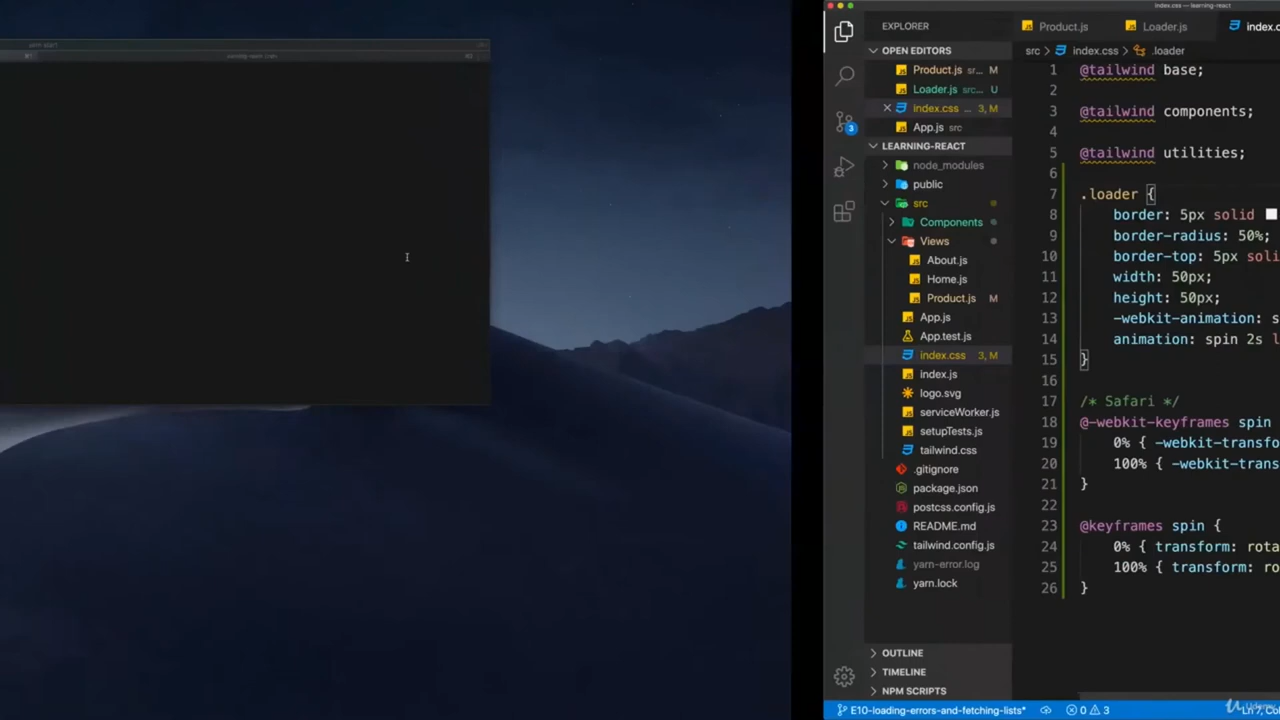 index.css — learning-react
EXPLORER
OPEN EDITORS
Product.js src... M
Loader.js src... U
index.css ... 3, M
App.js src
3
LEARNING-REACT
node_modules
public
src
Components
Views
About.js
Home.js
Product.js M
App.js
App.test.js
index.css 3, M
index.js
logo.svg
serviceWorker.js
setupTests.js
tailwind.css
.gitignore
package.json
postcss.config.js
README.md
tailwind.config.js
yarn-error.log
yarn.lock
OUTLINE
TIMELINE
NPM SCRIPTS
Product.js Loader.js index.c
src > index.css > .loader
1 @tailwind base;
2
3 @tailwind components;
4
5 @tailwind utilities;
6
7 .loader {
8 border: 5px solid
9 border-radius: 50%;
10 border-top: 5px soli
11 width: 50px;
12 height: 50px;
13 -webkit-animation: s
14 animation: spin 2s l
15 }
16
17 /* Safari */
18 @-webkit-keyframes spin
19 0% { -webkit-transfo
20 100% { -webkit-trans
21 }
22
23 @keyframes spin {
24 0% { transform: rota
25 100% { transform: ro
26 }
E10-loading-errors-and-fetching-lists* 0 3 Ln 7,